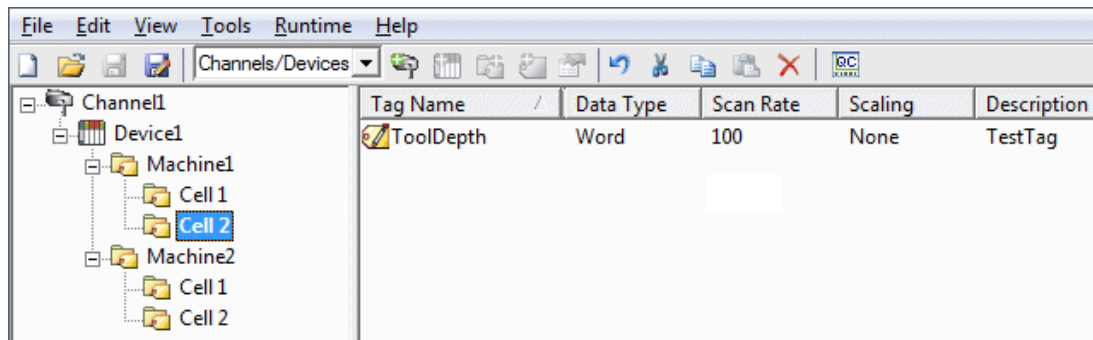 File Edit View Tools Runtime Help
Channels/Devices QC
Channel1
Device1
Machine1
Cell 1
Cell 2
Machine2
Cell 1
Cell 2
Tag Name Data Type Scan Rate Scaling Description
ToolDepth Word 100 None TestTag